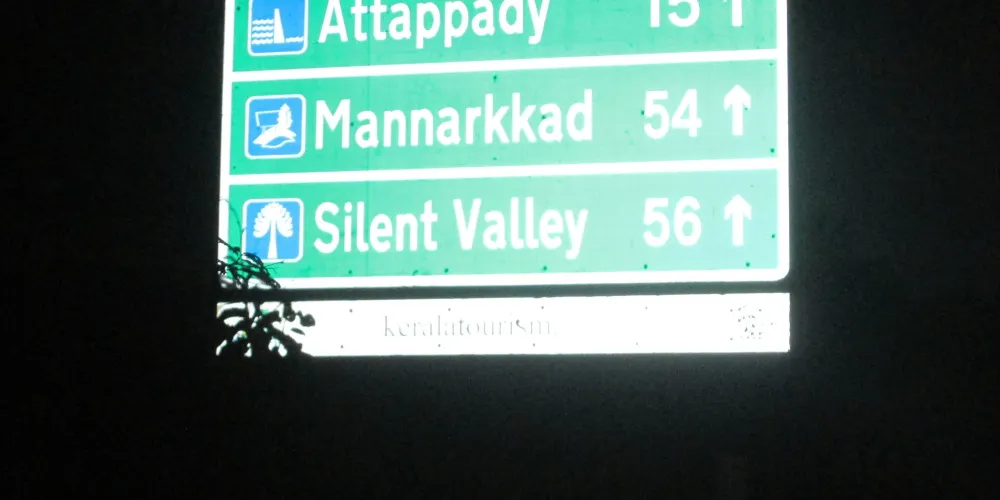 Attappady 15 ↑
Mannarkkad 54 ↑
Silent Valley 56 ↑
keralatourism.